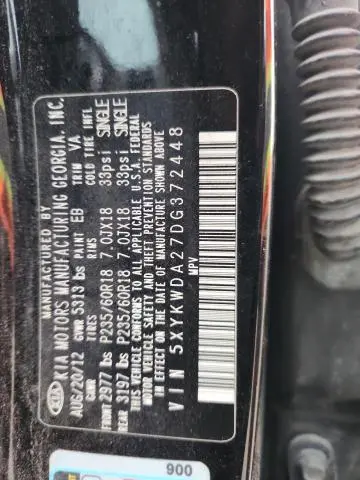 KIA
MANUFACTURED BY
KIA MOTORS MANUFACTURING GEORGIA, INC.
AUG/20/12 PAINT EB TRIM VA
GVWR 5313 lbs
GAWR TIRES RIMS COLD TIRE INFL
FRONT 2977 lbs P235/60R18 7.0JX18 33psi SINGLE
REAR 3197 lbs P235/60R18 7.0JX18 33psi SINGLE
THIS VEHICLE CONFORMS TO ALL APPLICABLE U.S.A. FEDERAL
MOTOR VEHICLE SAFETY AND THEFT PREVENTION STANDARDS
IN EFFECT ON THE DATE OF MANUFACTURE SHOWN ABOVE
VIN 5XYKWDA27DG372448
MPV
900